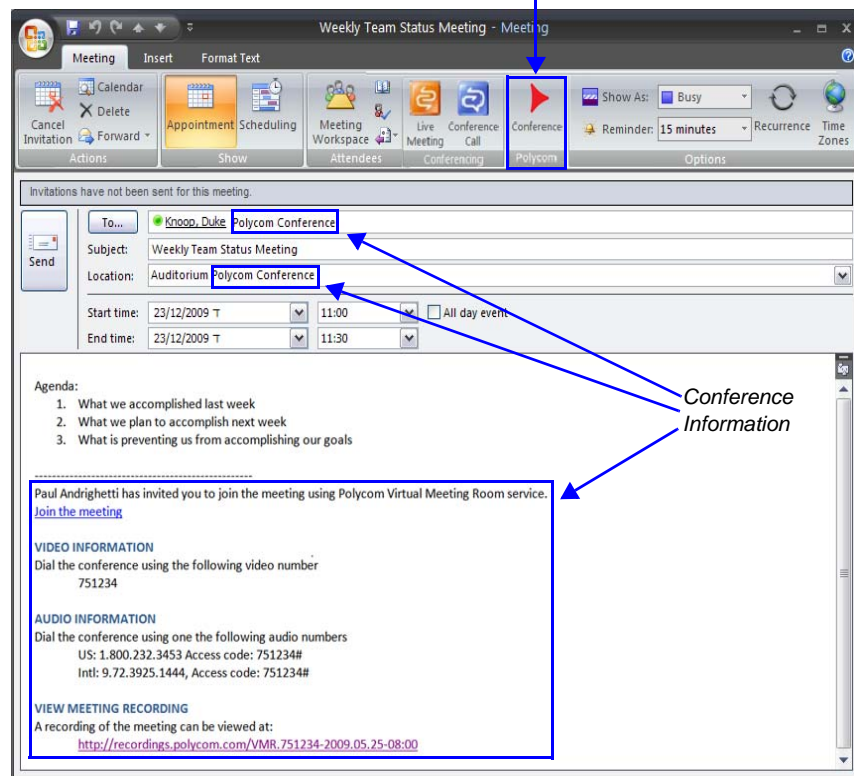 Weekly Team Status Meeting - Meeting
Meeting Insert Format Text
Cancel Invitation
Calendar
Delete
Forward
Actions
Appointment Scheduling
Show
Meeting Workspace
Attendees
Live Meeting
Conference Call
Conferencing
Conference
Polycom
Show As: Busy
Reminder: 15 minutes
Recurrence
Time Zones
Options
Invitations have not been sent for this meeting.
Send
To... Knoop, Duke Polycom Conference
Subject: Weekly Team Status Meeting
Location: Auditorium Polycom Conference
Start time: 23/12/2009 ד 11:00 All day event
End time: 23/12/2009 ד 11:30
Agenda:
1. What we accomplished last week
2. What we plan to accomplish next week
3. What is preventing us from accomplishing our goals
Conference
Information
--------------------------------------------------
Paul Andrighetti has invited you to join the meeting using Polycom Virtual Meeting Room service.
Join the meeting
VIDEO INFORMATION
Dial the conference using the following video number
751234
AUDIO INFORMATION
Dial the conference using one the following audio numbers
US: 1.800.232.3453 Access code: 751234#
Intl: 9.72.3925.1444, Access code: 751234#
VIEW MEETING RECORDING
A recording of the meeting can be viewed at:
http://recordings.polycom.com/VMR.751234-2009.05.25-08:00